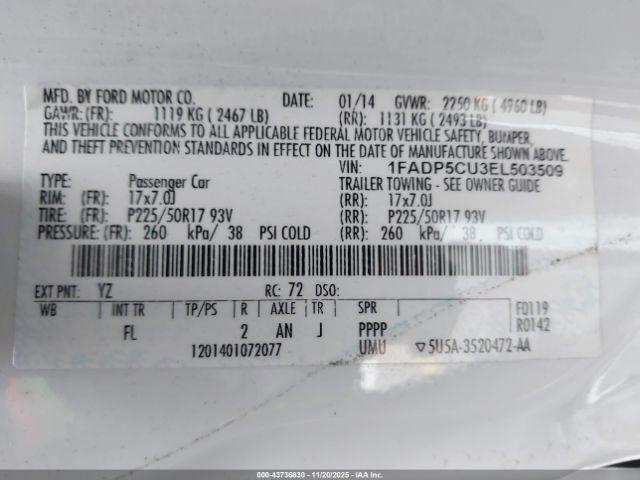 MFD. BY FORD MOTOR CO. DATE: 01/14 GVWR: 2250 KG ( 4960 LB)
GAWR: (FR): 1119 KG ( 2467 LB) (RR): 1131 KG ( 2493 LB)
THIS VEHICLE CONFORMS TO ALL APPLICABLE FEDERAL MOTOR VEHICLE SAFETY, BUMPER,
AND THEFT PREVENTION STANDARDS IN EFFECT ON THE DATE OF MANUFACTURE SHOWN ABOVE.
VIN: 1FADP5CU3EL503509
TYPE: Passenger Car TRAILER TOWING - SEE OWNER GUIDE
RIM: (FR): 17x7.0J (RR): 17x7.0J
TIRE: (FR): P225/50R17 93V (RR): P225/50R17 93V
PRESSURE: (FR): 260 kPa/ 38 PSI COLD (RR): 260 kPa/ 38 PSI COLD
EXT PNT: YZ RC: 72 DSO:
WB INT TR TP/PS R AXLE TR SPR F0119
FL 2 AN J PPPP R0142
1201401072077 UMU ▽5U5A-3520472-AA
000-43736830 - 11/20/2025 - IAAI.COM